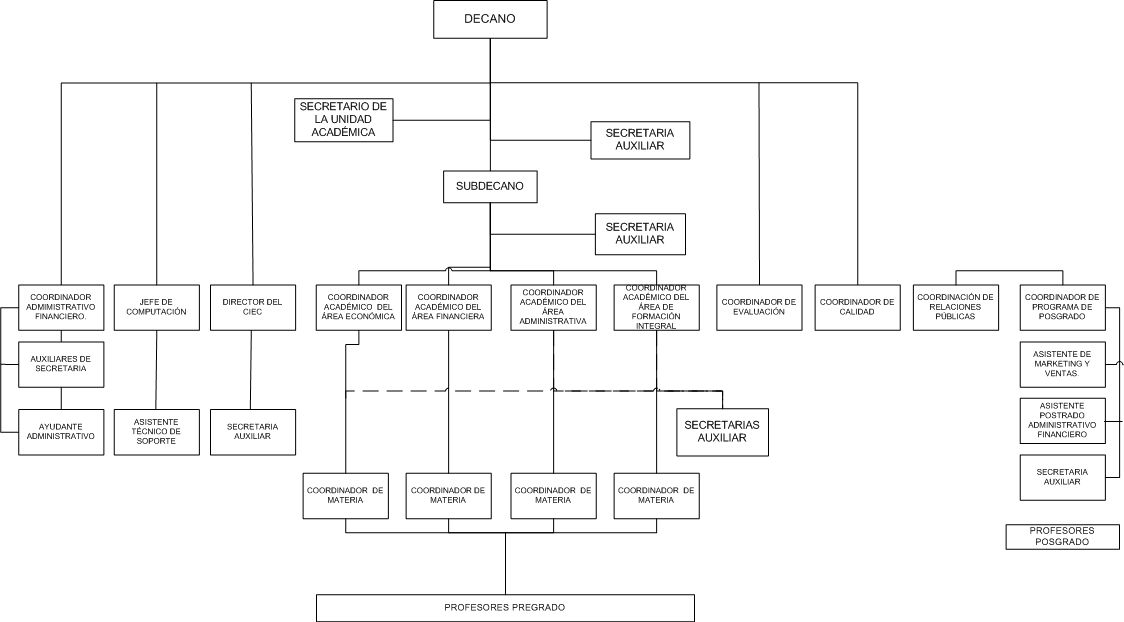 DECANO
SECRETARIO DE
LA UNIDAD
ACADÉMICA
SECRETARIA
AUXILIAR
SUBDECANO
SECRETARIA
AUXILIAR
COORDINADOR
ADMINISTRATIVO
FINANCIERO.
JEFE DE
COMPUTACIÓN
DIRECTOR DEL
CIEC
COORDINADOR
ACADÉMICO DEL
ÁREA ECONÓMICA
COORDINADOR
ACADÉMICO DEL
ÁREA FINANCIERA
COORDINADOR
ACADÉMICO DEL
ÁREA
ADMINISTRATIVA
COORDINADOR
ACADÉMICO DEL
ÁREA DE
FORMACIÓN
INTEGRAL
COORDINADOR DE
EVALUACIÓN
COORDINADOR DE
CALIDAD
COORDINACIÓN DE
RELACIONES
PÚBLICAS
COORDINADOR DE
PROGRAMA DE
POSGRADO
AUXILIARES DE
SECRETARIA
ASISTENTE DE
MARKETING Y
VENTAS
AYUDANTE
ADMINISTRATIVO
ASISTENTE
TÉCNICO DE
SOPORTE
SECRETARIA
AUXILIAR
SECRETARIAS
AUXILIAR
ASISTENTE
POSTRADO
ADMINISTRATIVO
FINANCIERO
COORDINADOR DE
MATERIA
COORDINADOR DE
MATERIA
COORDINADOR DE
MATERIA
COORDINADOR DE
MATERIA
SECRETARIA
AUXILIAR
PROFESORES
POSGRADO
PROFESORES PREGRADO